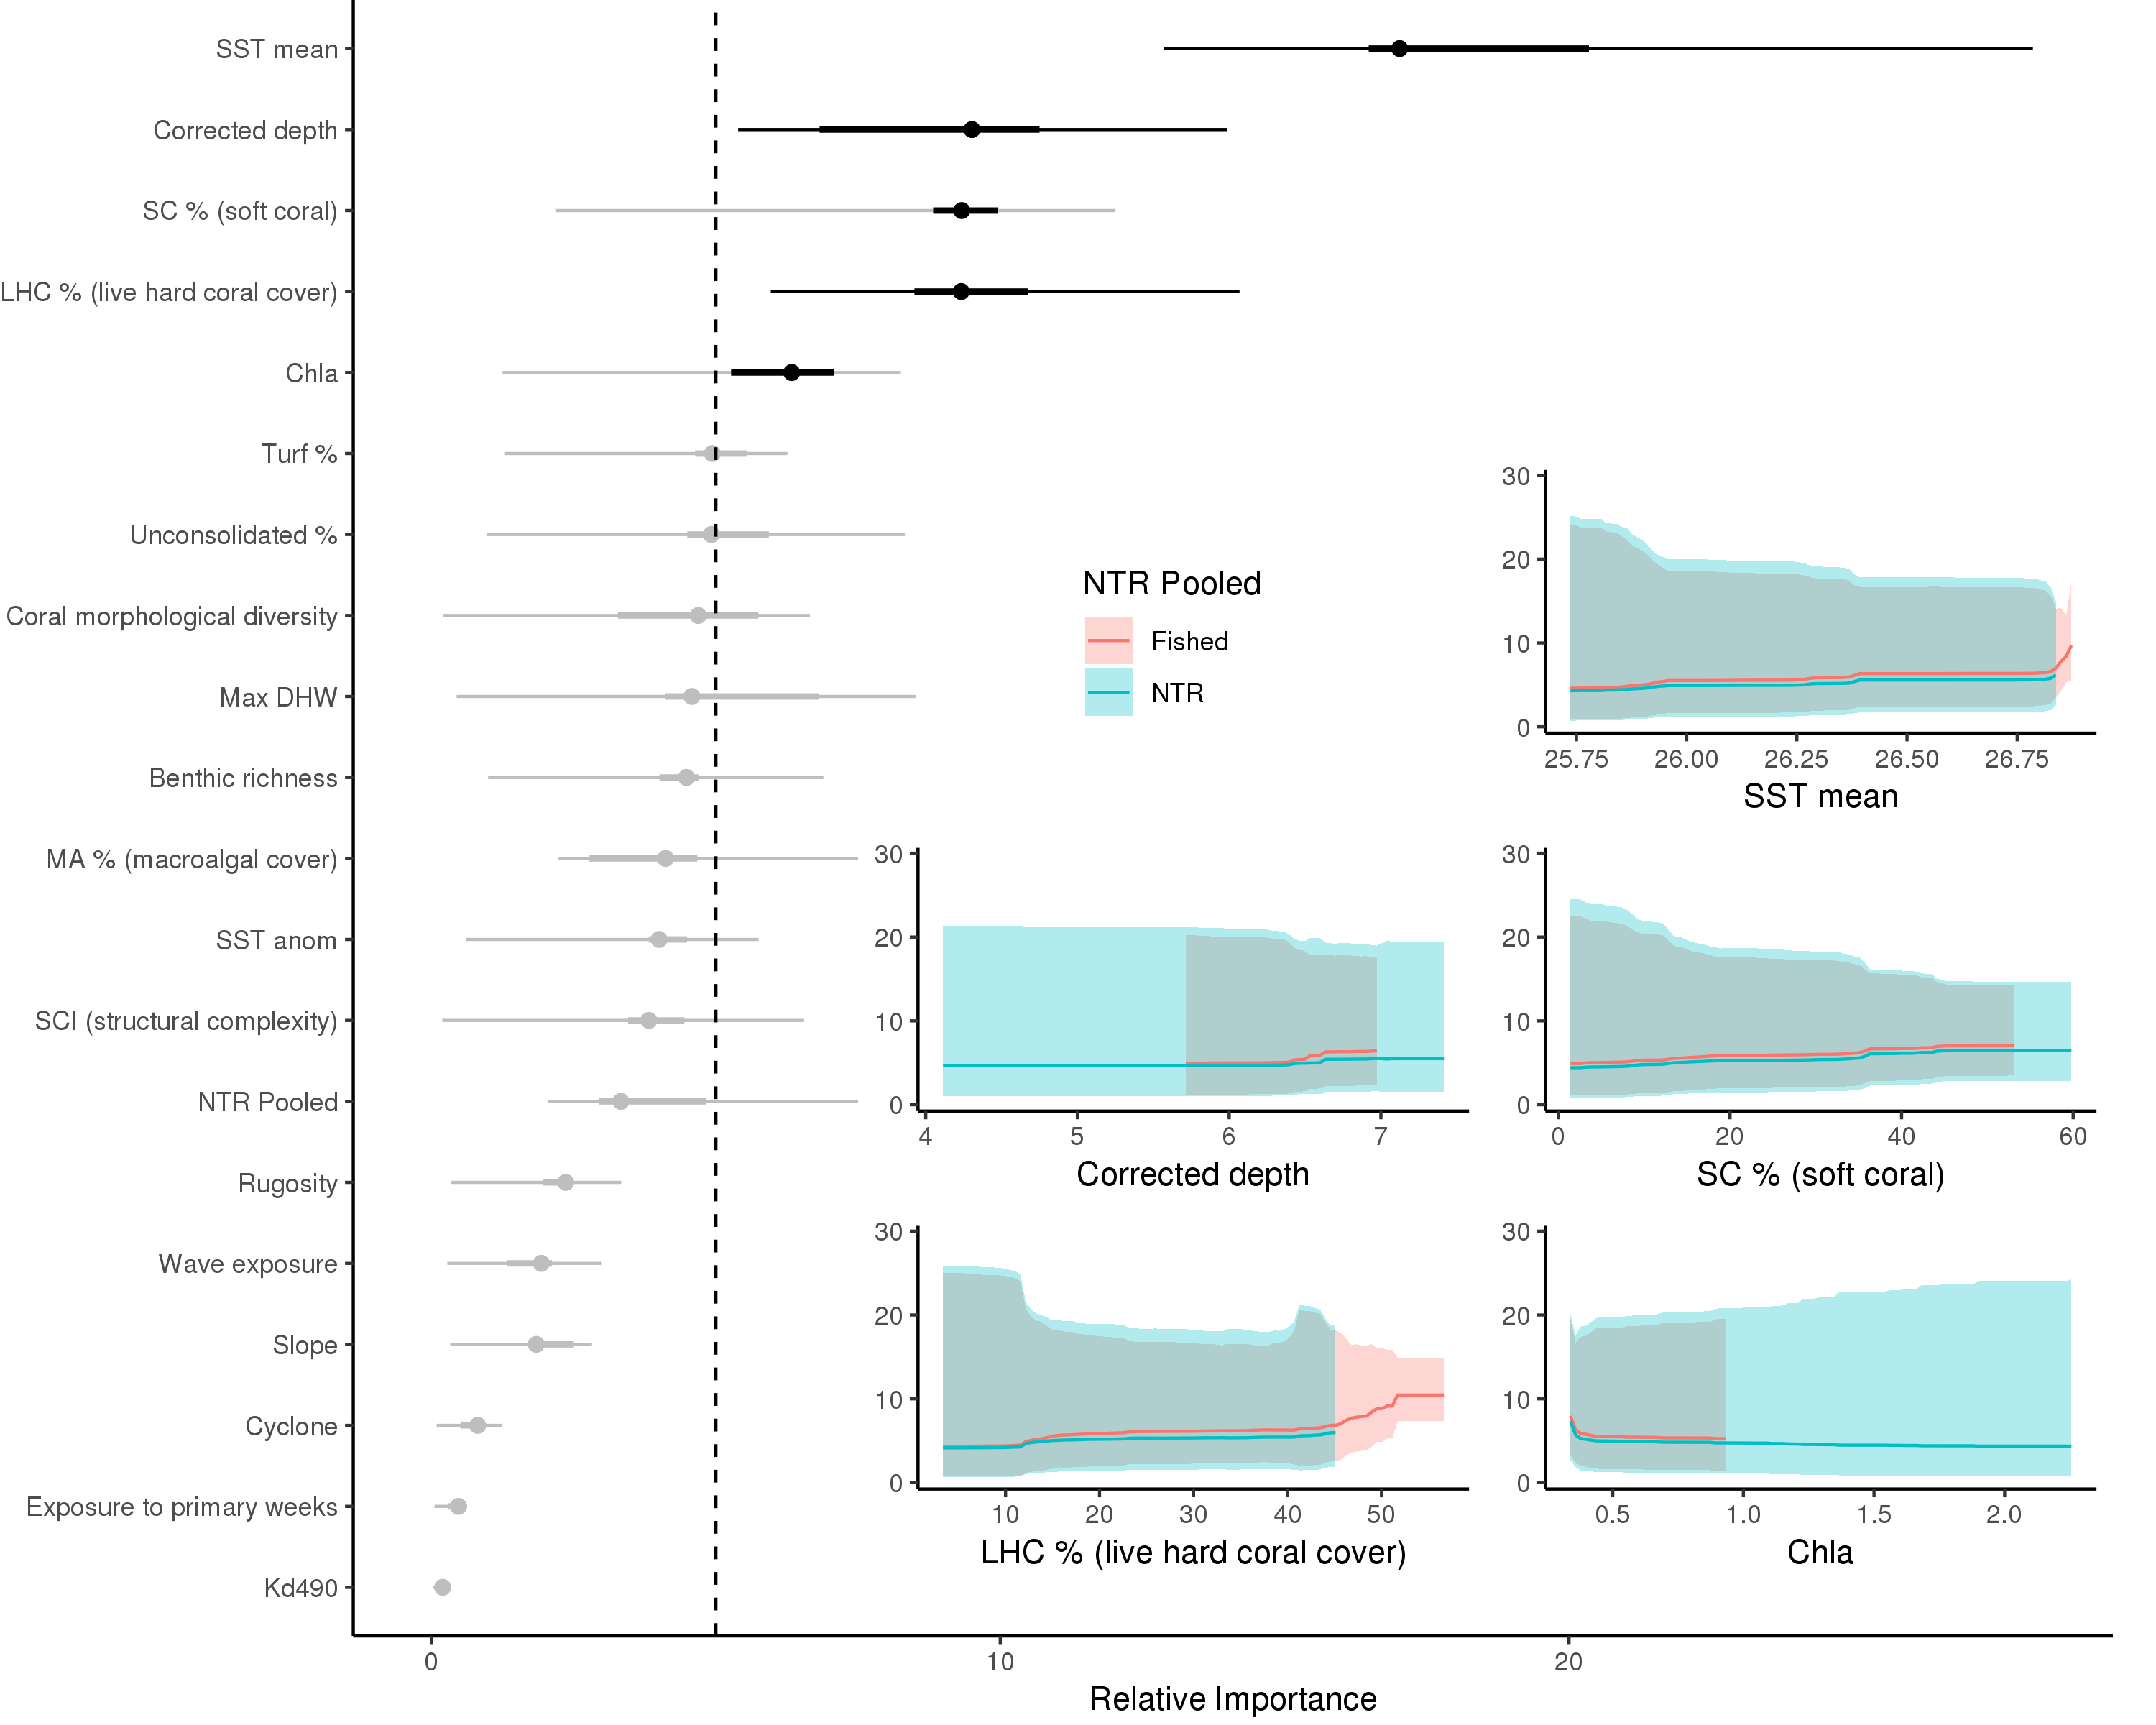 SST mean
Corrected depth
SC % (soft coral)
LHC % (live hard coral cover)
Chla
Turf %
Unconsolidated %
Coral morphological diversity
Max DHW
Benthic richness
MA % (macroalgal cover)
SST anom
SCI (structural complexity)
NTR Pooled
Rugosity
Wave exposure
Slope
Cyclone
Exposure to primary weeks
Kd490
0 10 20
Relative Importance
NTR Pooled
Fished
NTR
30
20
10
0
25.75 26.00 26.25 26.50 26.75
SST mean
30
20
10
0
4 5 6 7
Corrected depth
30
20
10
0
0 20 40 60
SC % (soft coral)
30
20
10
0
10 20 30 40 50
LHC % (live hard coral cover)
30
20
10
0
0.5 1.0 1.5 2.0
Chla